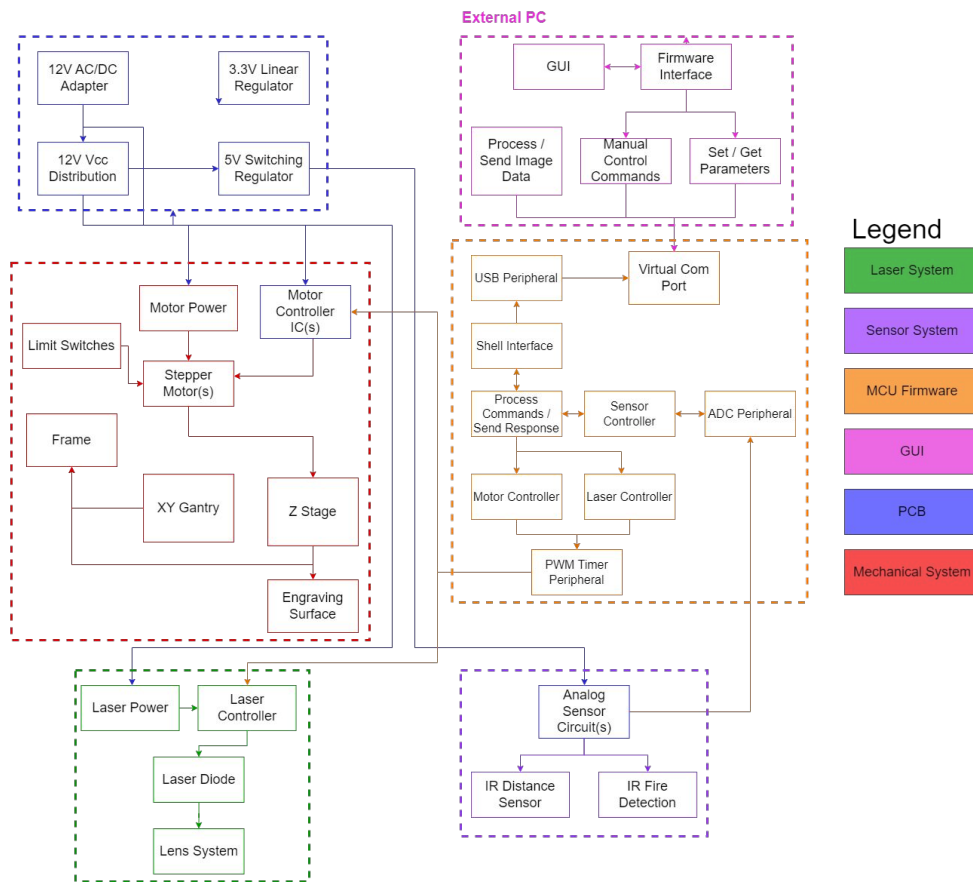 External PC
12V AC/DC
Adapter
3.3V Linear
Regulator
12V Vcc
Distribution
5V Switching
Regulator
GUI
Firmware
Interface
Process /
Send Image
Data
Manual
Control
Commands
Set / Get
Parameters
Legend
Laser System
Sensor System
MCU Firmware
GUI
PCB
Mechanical System
Motor Power
Motor
Controller
IC(s)
Limit Switches
Stepper
Motor(s)
Frame
XY Gantry
Z Stage
Engraving
Surface
USB Peripheral
Virtual Com
Port
Shell Interface
Process
Commands /
Send Response
Sensor
Controller
ADC Peripheral
Motor Controller
Laser Controller
PWM Timer
Peripheral
Laser Power
Laser
Controller
Laser Diode
Lens System
Analog
Sensor
Circuit(s)
IR Distance
Sensor
IR Fire
Detection